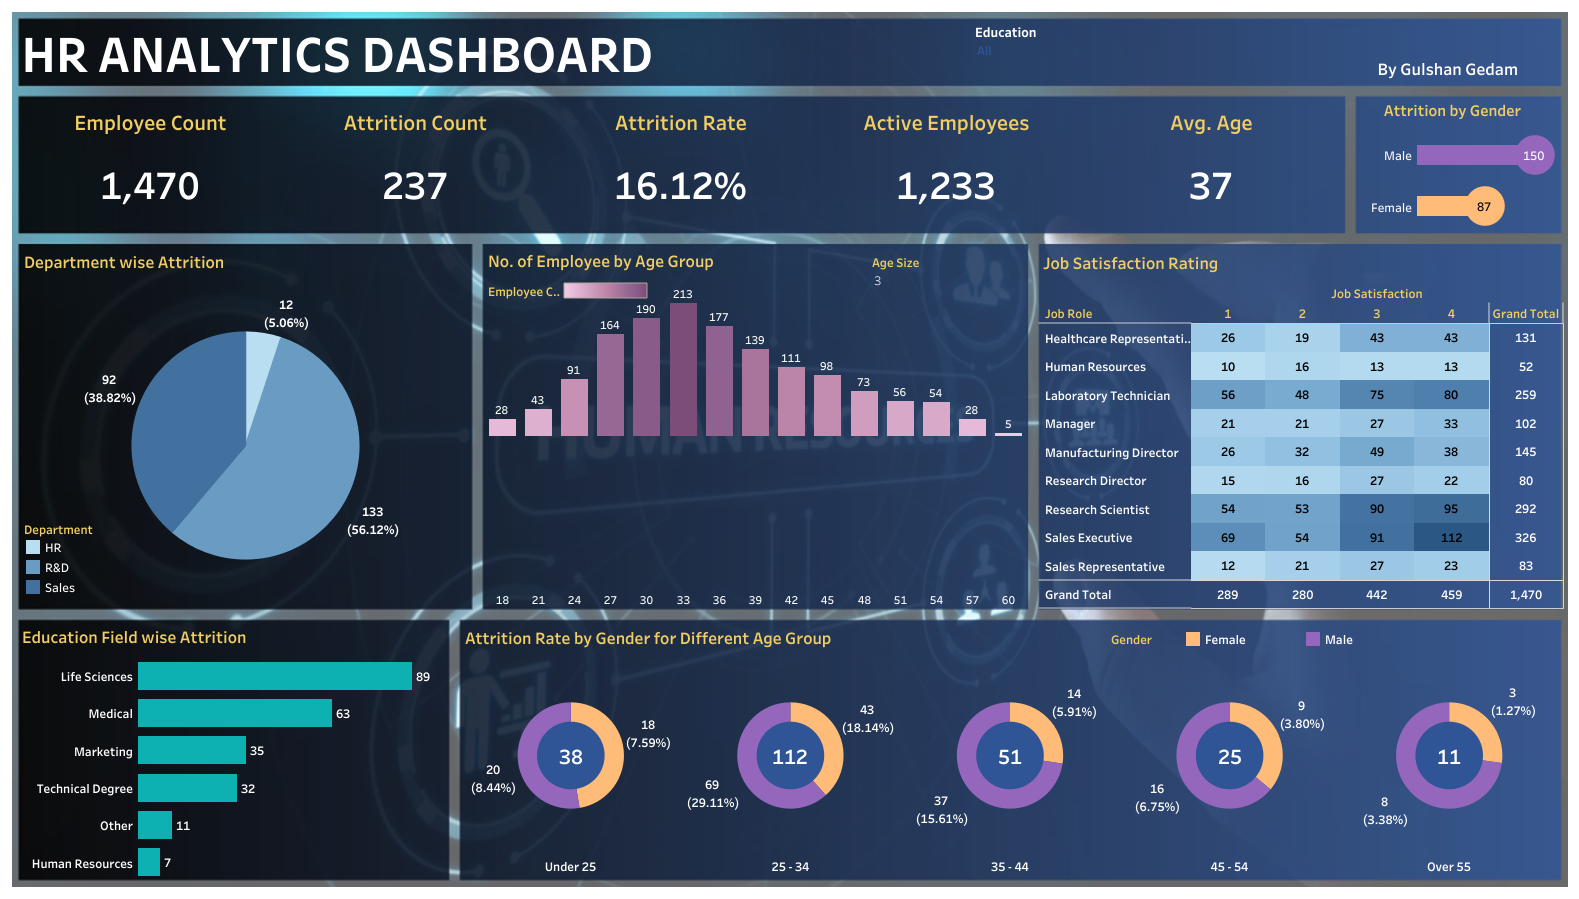 HR ANALYTICS DASHBOARD
Education
All
By Gulshan Gedam
Employee Count
1,470
Attrition Count
237
Attrition Rate
16.12%
Active Employees
1,233
Avg. Age
37
Attrition by Gender
Male 150
Female 87
Department wise Attrition
12
(5.06%)
92
(38.82%)
133
(56.12%)
Department
HR
R&D
Sales
No. of Employee by Age Group
Age Size
3
Employee C..
28 43 91 164 190 213 177 139 111 98 73 56 54 28 5
HUMAN RESOURCES
18 21 24 27 30 33 36 39 42 45 48 51 54 57 60
Job Satisfaction Rating
Job Satisfaction
Job Role 1 2 3 4 Grand Total
Healthcare Representati.. 26 19 43 43 131
Human Resources 10 16 13 13 52
Laboratory Technician 56 48 75 80 259
Manager 21 21 27 33 102
Manufacturing Director 26 32 49 38 145
Research Director 15 16 27 22 80
Research Scientist 54 53 90 95 292
Sales Executive 69 54 91 112 326
Sales Representative 12 21 27 23 83
Grand Total 289 280 442 459 1,470
Education Field wise Attrition
Life Sciences 89
Medical 63
Marketing 35
Technical Degree 32
Other 11
Human Resources 7
Attrition Rate by Gender for Different Age Group
Gender Female Male
18
(7.59%)
38
20
(8.44%)
Under 25
43
(18.14%)
112
69
(29.11%)
25 - 34
14
(5.91%)
51
37
(15.61%)
35 - 44
9
(3.80%)
25
16
(6.75%)
45 - 54
3
(1.27%)
11
8
(3.38%)
Over 55